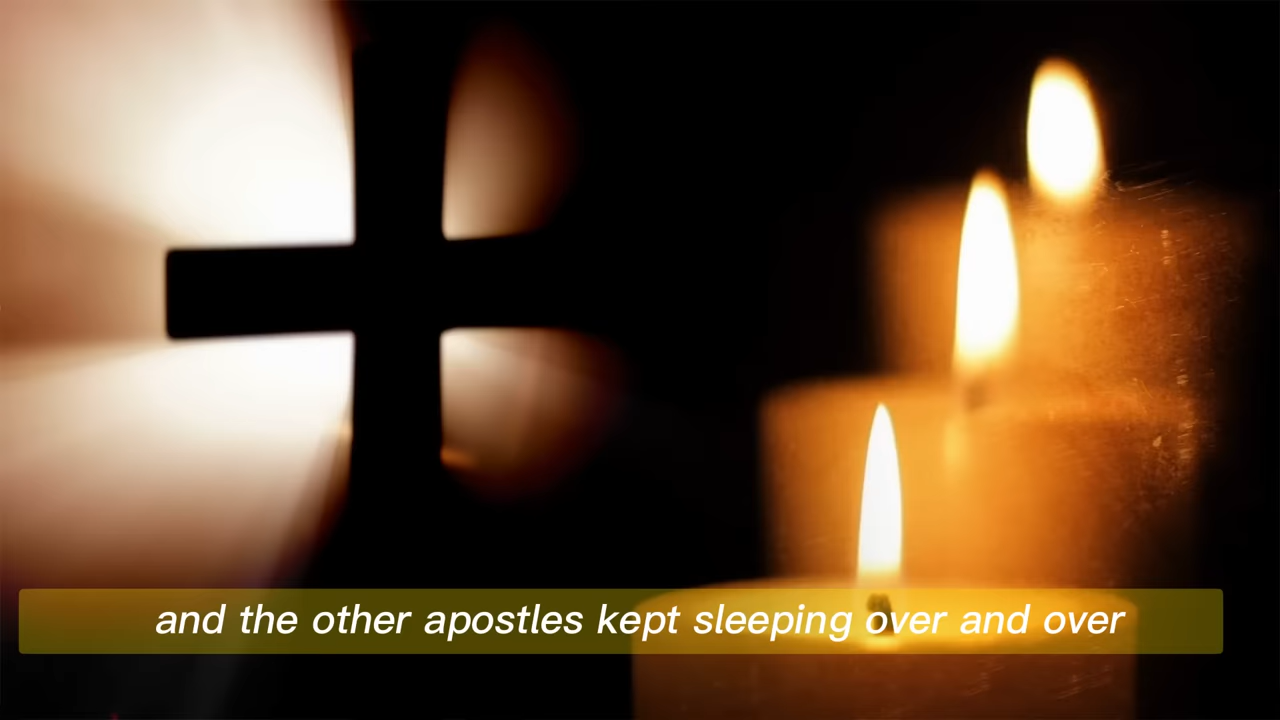 and the other apostles kept sleeping over and over